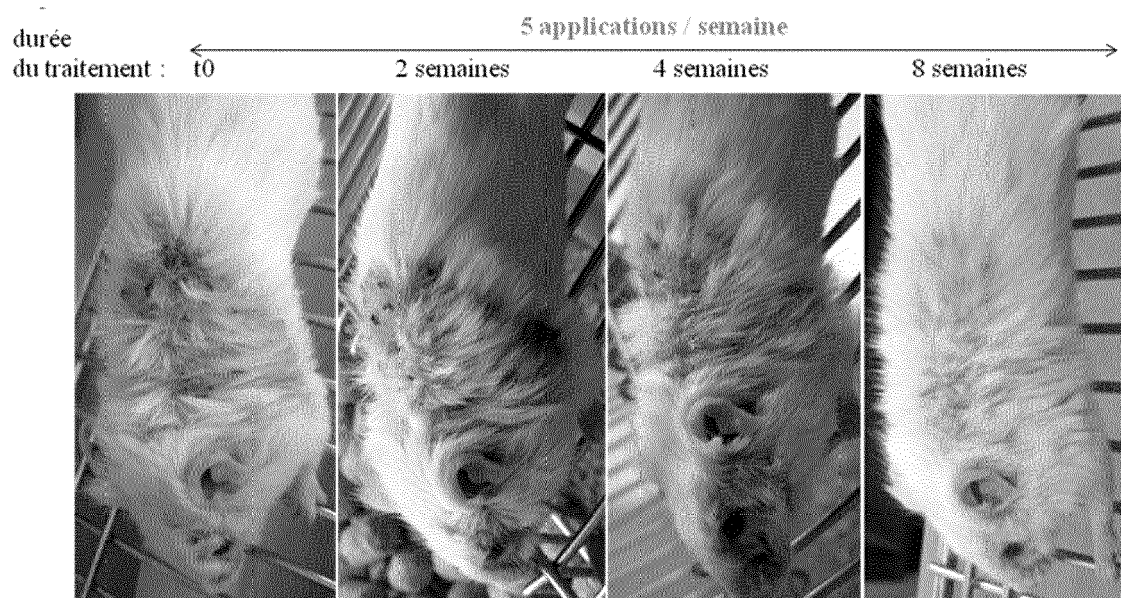 5 applications / semaine
durée
du traitement : t0 2 semaines 4 semaines 8 semaines